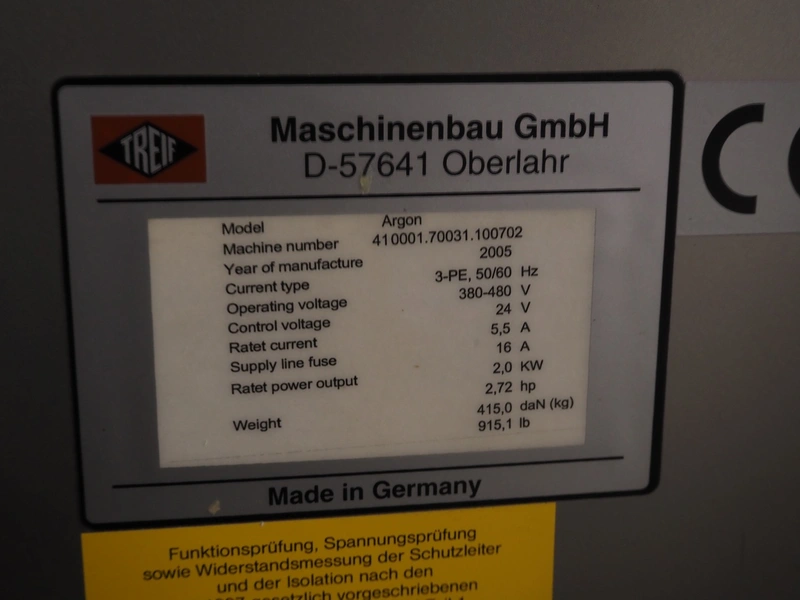 TREIF
Maschinenbau GmbH
D-57641 Oberlahr
Model Argon
Machine number 410001.70031.100702
Year of manufacture 2005
Current type 3-PE, 50/60 Hz
Operating voltage 380-480 V
Control voltage 24 V
Ratet current 5,5 A
Supply line fuse 16 A
Ratet power output 2,0 KW
2,72 hp
Weight 415,0 daN (kg)
915,1 lb
Made in Germany
CE
Funktionsprüfung, Spannungsprüfung
sowie Widerstandsmessung der Schutzleiter
und der Isolation nach den
gesetzlich vorgeschriebenen